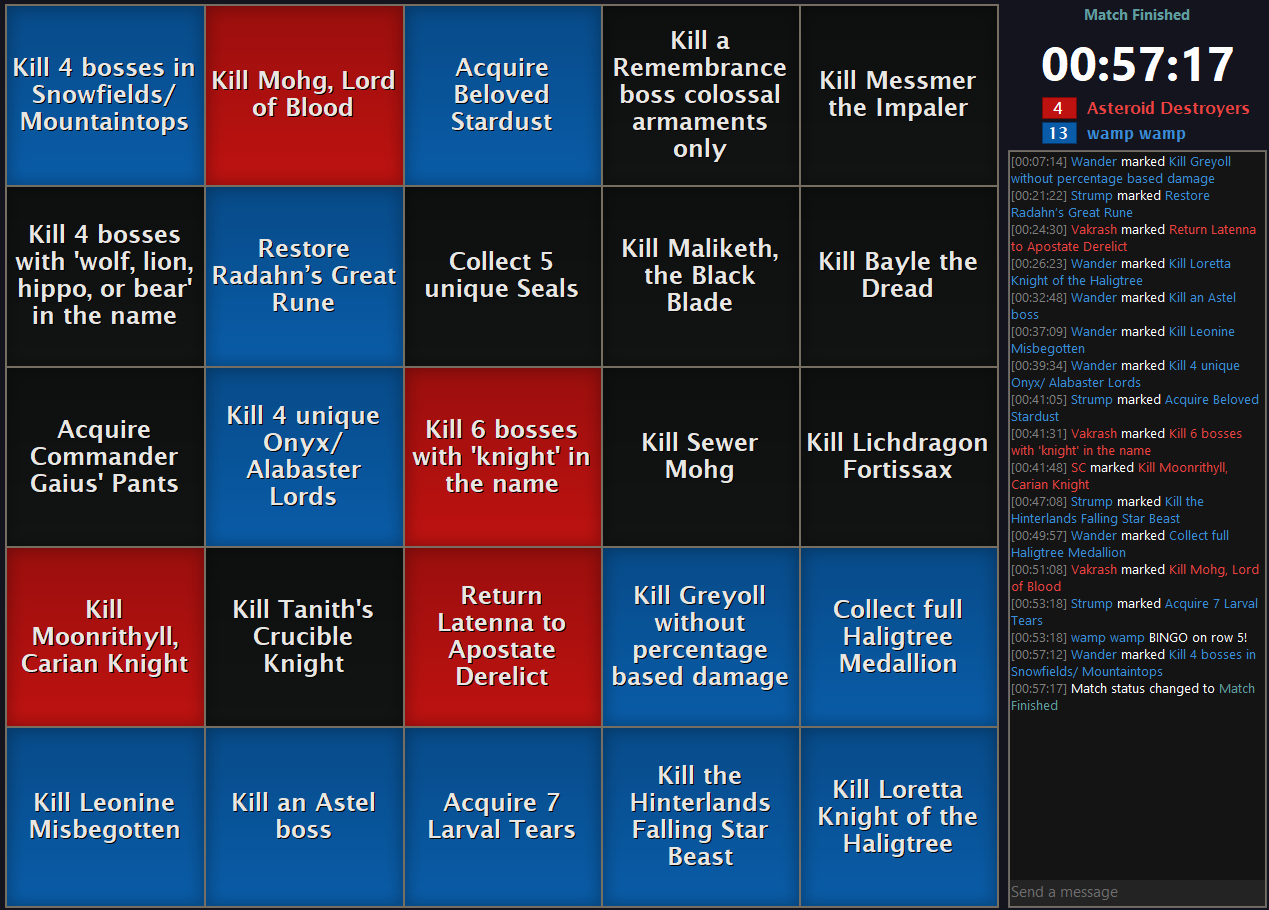 Kill 4 bosses in
Snowfields/
Mountaintops
Kill Mohg, Lord
of Blood
Acquire
Beloved
Stardust
Kill a
Remembrance
boss colossal
armaments
only
Kill Messmer
the Impaler
Kill 4 bosses
with 'wolf, lion,
hippo, or bear'
in the name
Restore
Radahn’s Great
Rune
Collect 5
unique Seals
Kill Maliketh,
the Black
Blade
Kill Bayle the
Dread
Acquire
Commander
Gaius' Pants
Kill 4 unique
Onyx/
Alabaster
Lords
Kill 6 bosses
with 'knight' in
the name
Kill Sewer
Mohg
Kill Lichdragon
Fortissax
Kill
Moonrithyll,
Carian Knight
Kill Tanith's
Crucible
Knight
Return
Latenna to
Apostate
Derelict
Kill Greyoll
without
percentage
based damage
Collect full
Haligtree
Medallion
Kill Leonine
Misbegotten
Kill an Astel
boss
Acquire 7
Larval Tears
Kill the
Hinterlands
Falling Star
Beast
Kill Loretta
Knight of the
Haligtree
Match Finished
00:57:17
4 Asteroid Destroyers
13 wamp wamp
[00:07:14] Wander marked Kill Greyoll
without percentage based damage
[00:21:22] Strump marked Restore
Radahn’s Great Rune
[00:24:30] Vakrash marked Return Latenna
to Apostate Derelict
[00:26:23] Wander marked Kill Loretta
Knight of the Haligtree
[00:32:48] Wander marked Kill an Astel
boss
[00:37:09] Wander marked Kill Leonine
Misbegotten
[00:39:34] Wander marked Kill 4 unique
Onyx/ Alabaster Lords
[00:41:05] Strump marked Acquire Beloved
Stardust
[00:41:31] Vakrash marked Kill 6 bosses
with 'knight' in the name
[00:41:48] SC marked Kill Moonrithyll,
Carian Knight
[00:47:08] Strump marked Kill the
Hinterlands Falling Star Beast
[00:49:57] Wander marked Collect full
Haligtree Medallion
[00:51:08] Vakrash marked Kill Mohg, Lord
of Blood
[00:53:18] Strump marked Acquire 7 Larval
Tears
[00:53:18] wamp wamp BINGO on row 5!
[00:57:12] Wander marked Kill 4 bosses in
Snowfields/ Mountaintops
[00:57:17] Match status changed to Match
Finished
Send a message